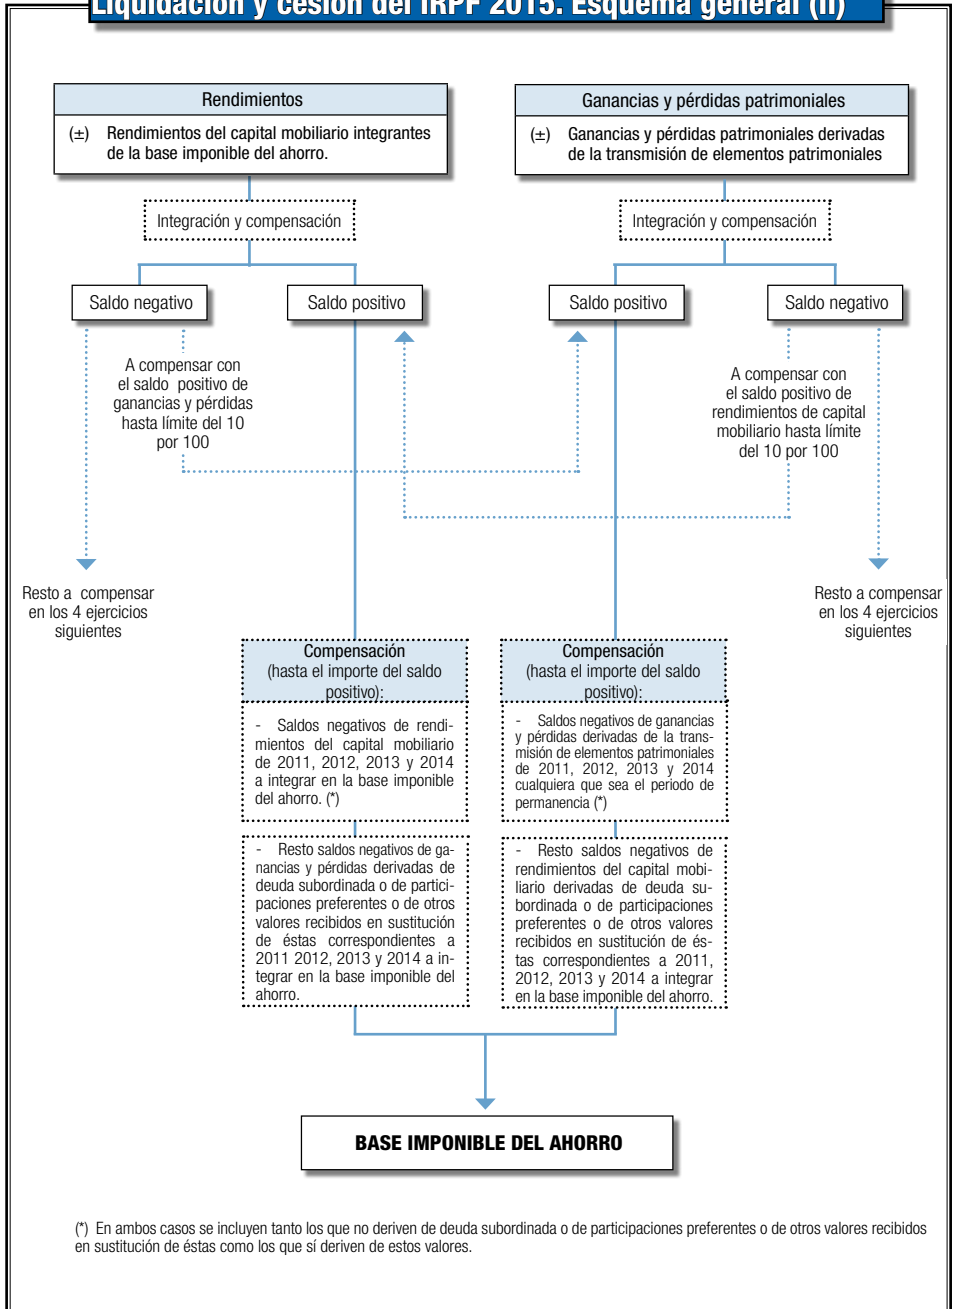 Liquidación y cesión del IRPF 2015. Esquema general (II)
Rendimientos
(±) Rendimientos del capital mobiliario integrantes
de la base imponible del ahorro.
Ganancias y pérdidas patrimoniales
(±) Ganancias y pérdidas patrimoniales derivadas
de la transmisión de elementos patrimoniales
Integración y compensación
Integración y compensación
Saldo negativo
Saldo positivo
Saldo positivo
Saldo negativo
A compensar con
el saldo positivo de
ganancias y pérdidas
hasta límite del 10
por 100
A compensar con
el saldo positivo de
rendimientos de capital
mobiliario hasta límite
del 10 por 100
Resto a compensar
en los 4 ejercicios
siguientes
Resto a compensar
en los 4 ejercicios
siguientes
Compensación
(hasta el importe del saldo
positivo):
- Saldos negativos de rendi-
mientos del capital mobiliario
de 2011, 2012, 2013 y 2014
a integrar en la base imponible
del ahorro. (*)
- Resto saldos negativos de ga-
nancias y pérdidas derivadas de
deuda subordinada o de partici-
paciones preferentes o de otros
valores recibidos en sustitución
de éstas correspondientes a
2011 2012, 2013 y 2014 a in-
tegrar en la base imponible del
ahorro.
Compensación
(hasta el importe del saldo
positivo):
- Saldos negativos de ganancias
y pérdidas derivadas de la trans-
misión de elementos patrimoniales
de 2011, 2012, 2013 y 2014
cualquiera que sea el periodo de
permanencia (*)
- Resto saldos negativos de
rendimientos del capital mobi-
liario derivadas de deuda su-
bordinada o de participaciones
preferentes o de otros valores
recibidos en sustitución de és-
tas correspondientes a 2011,
2012, 2013 y 2014 a integrar
en la base imponible del ahorro.
BASE IMPONIBLE DEL AHORRO
(*) En ambos casos se incluyen tanto los que no deriven de deuda subordinada o de participaciones preferentes o de otros valores recibidos
en sustitución de éstas como los que sí deriven de estos valores.